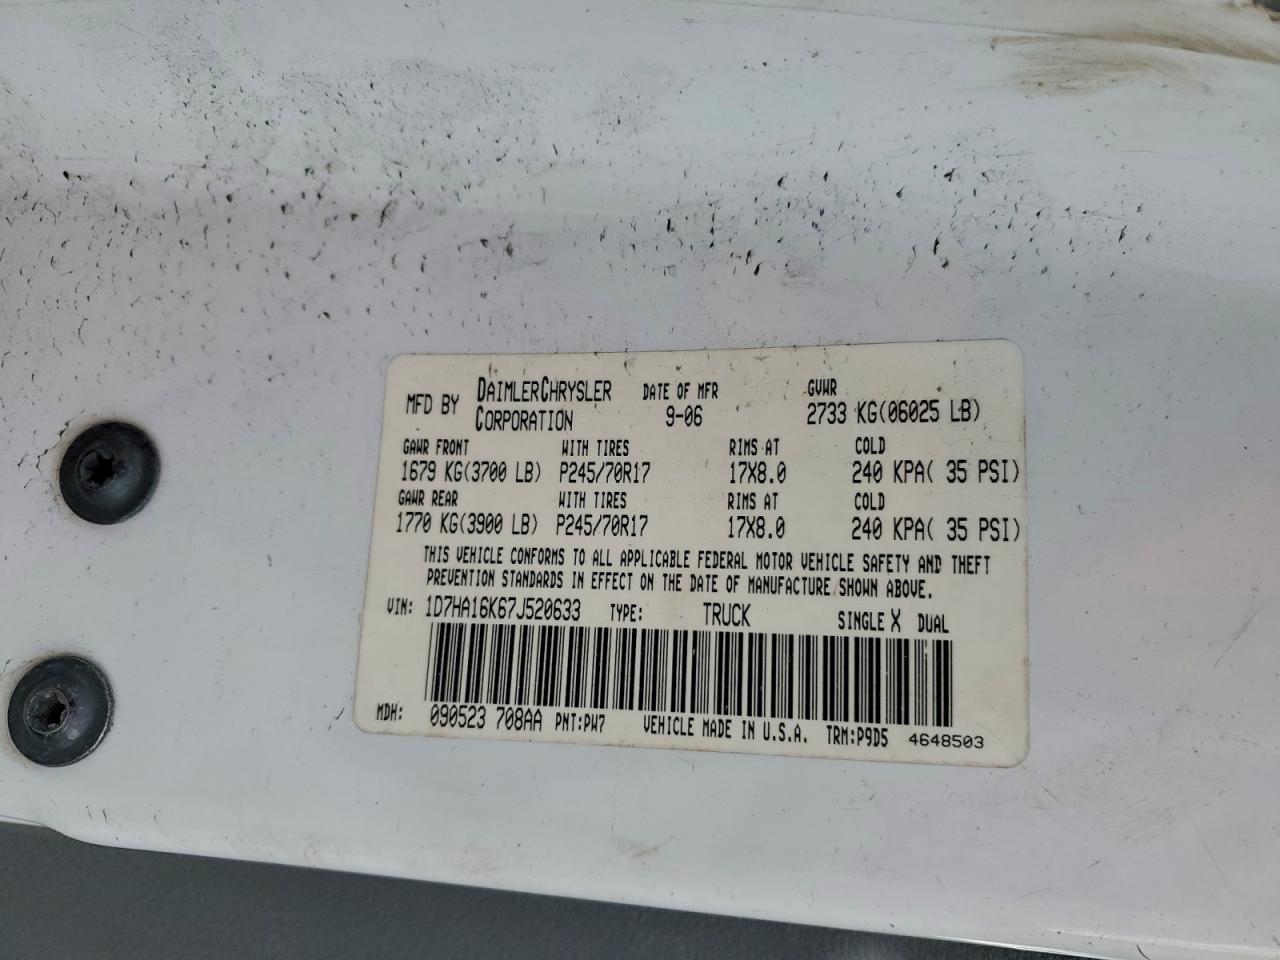 MFD BY DAIMLERCHRYSLER CORPORATION DATE OF MFR 9-06 GVWR 2733 KG(06025 LB)
GAWR FRONT WITH TIRES RIMS AT COLD
1679 KG(3700 LB) P245/70R17 17X8.0 240 KPA( 35 PSI)
GAWR REAR WITH TIRES RIMS AT COLD
1770 KG(3900 LB) P245/70R17 17X8.0 240 KPA( 35 PSI)
THIS VEHICLE CONFORMS TO ALL APPLICABLE FEDERAL MOTOR VEHICLE SAFETY AND THEFT
PREVENTION STANDARDS IN EFFECT ON THE DATE OF MANUFACTURE SHOWN ABOVE.
VIN: 1D7HA16K67J520633 TYPE: TRUCK SINGLE X DUAL
MDH: 090523 708AA PNT:PW7 VEHICLE MADE IN U.S.A. TRM:P9D5 4648503